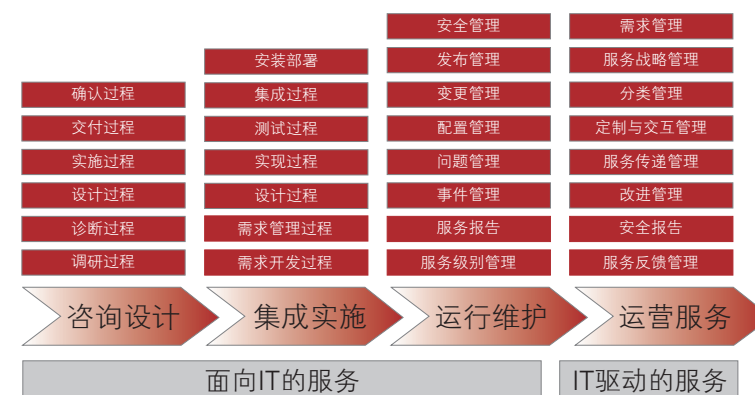 安全管理
需求管理
安装部署
发布管理
服务战略管理
确认过程
集成过程
变更管理
分类管理
交付过程
测试过程
配置管理
定制与交互管理
实施过程
实现过程
问题管理
服务传递管理
设计过程
设计过程
事件管理
改进管理
诊断过程
需求管理过程
服务报告
安全报告
调研过程
需求开发过程
服务级别管理
服务反馈管理
咨询设计
集成实施
运行维护
运营服务
面向IT的服务
IT驱动的服务